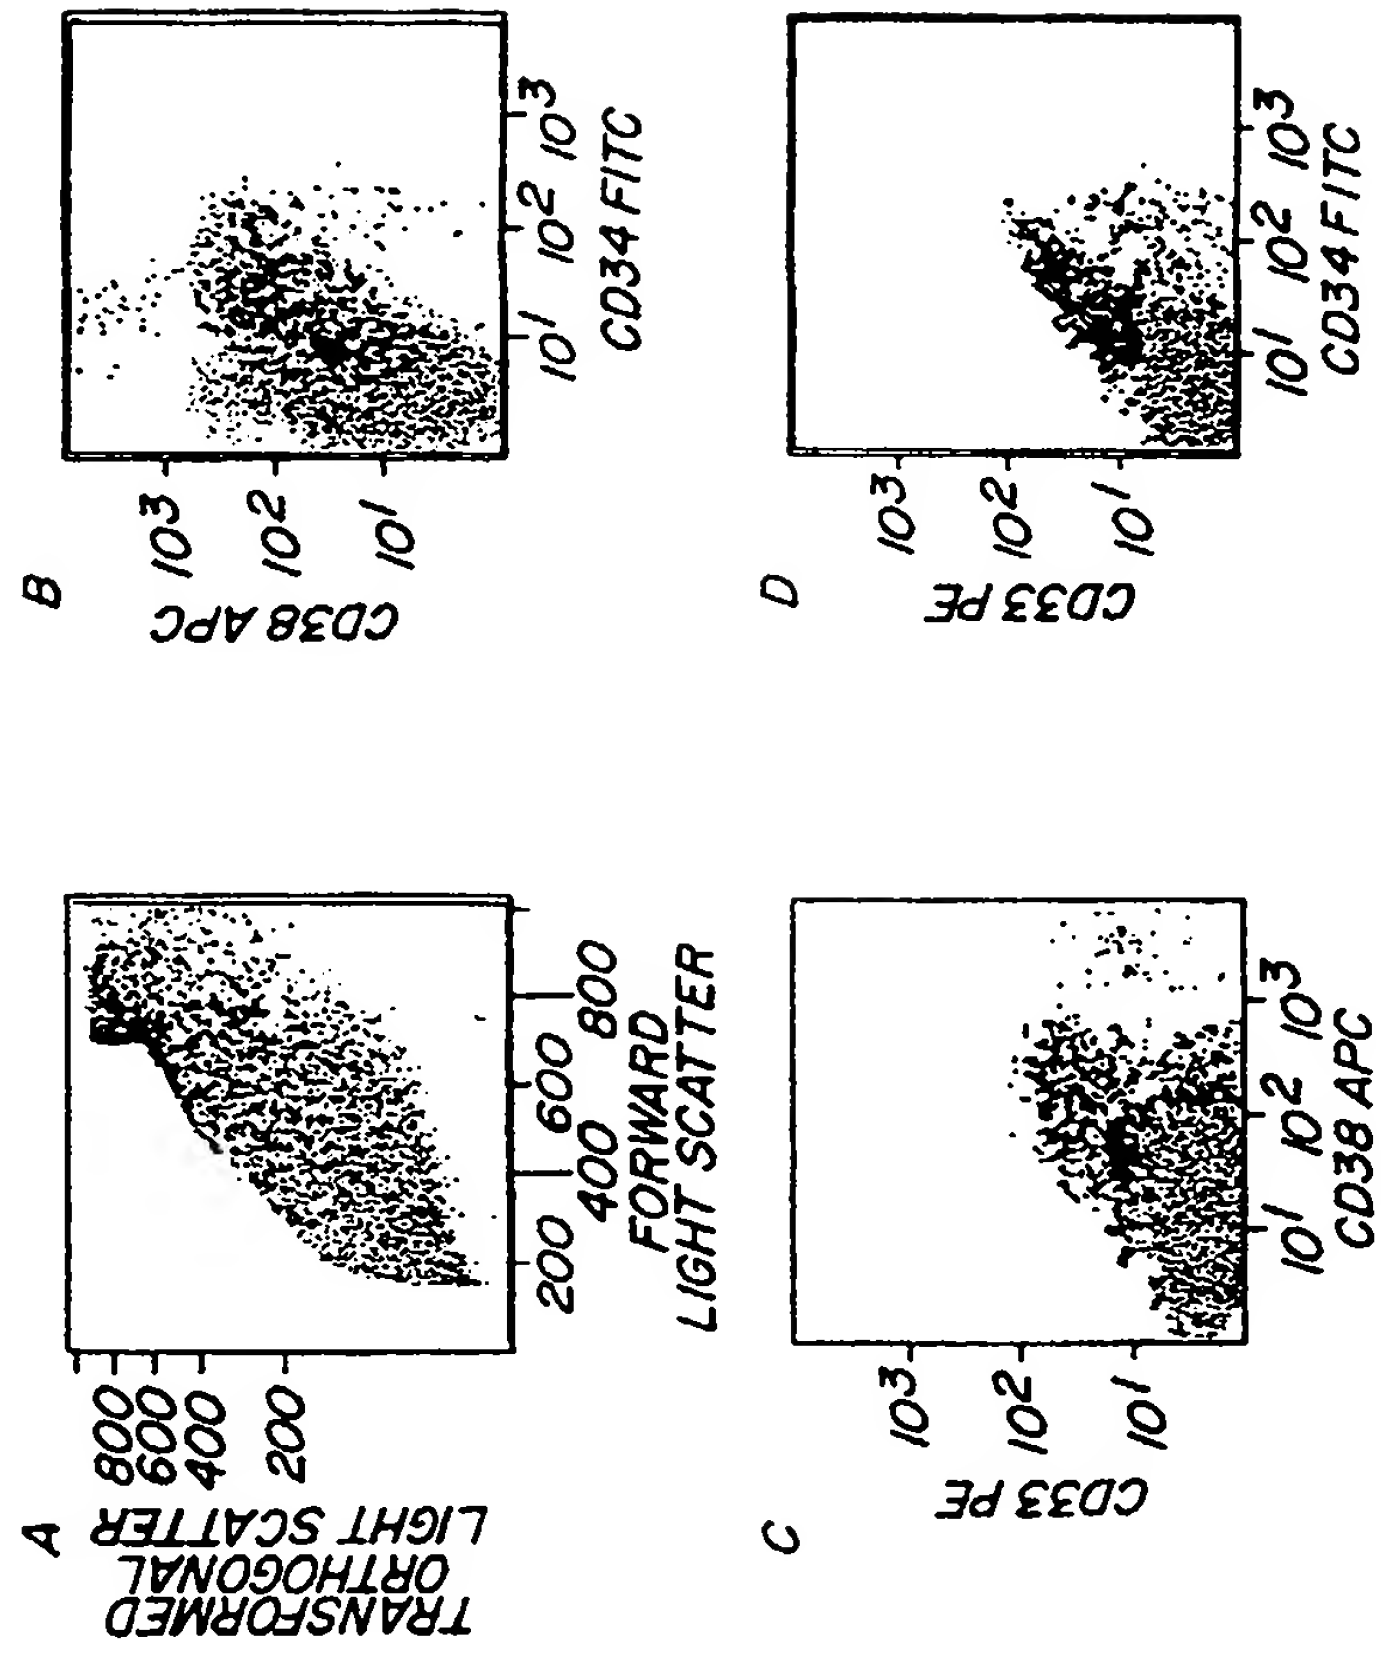 A
TRANSFORMED
ORTHOGONAL
LIGHT SCATTER
800
600
400
200
200
400
600
800
FORWARD
LIGHT SCATTER
B
CD38 APC
10³
10²
10¹
10¹
10²
10³
CD34 FITC
C
CD33 PE
10³
10²
10¹
10¹
10²
10³
CD38 APC
D
CD33 PE
10³
10²
10¹
10¹
10²
10³
CD34 FITC